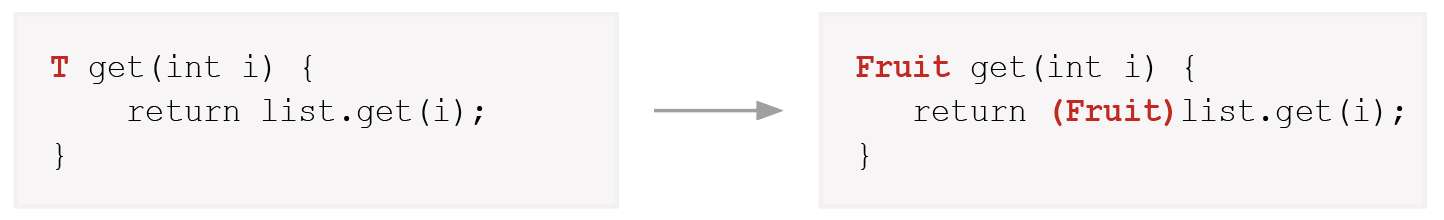 T get(int i) {
    return list.get(i);
}
Fruit get(int i) {
   return (Fruit)list.get(i);
}